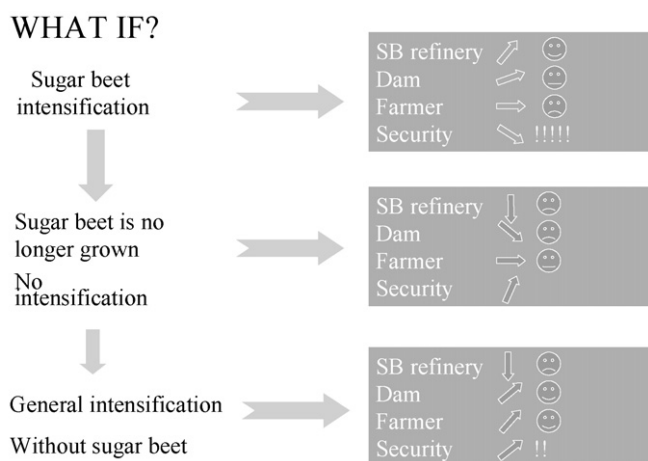 WHAT IF?
Sugar beet
intensification
SB refinery
Dam
Farmer
Security !!!!!
Sugar beet is no
longer grown
No
intensification
SB refinery
Dam
Farmer
Security
General intensification
Without sugar beet
SB refinery
Dam
Farmer
Security !!